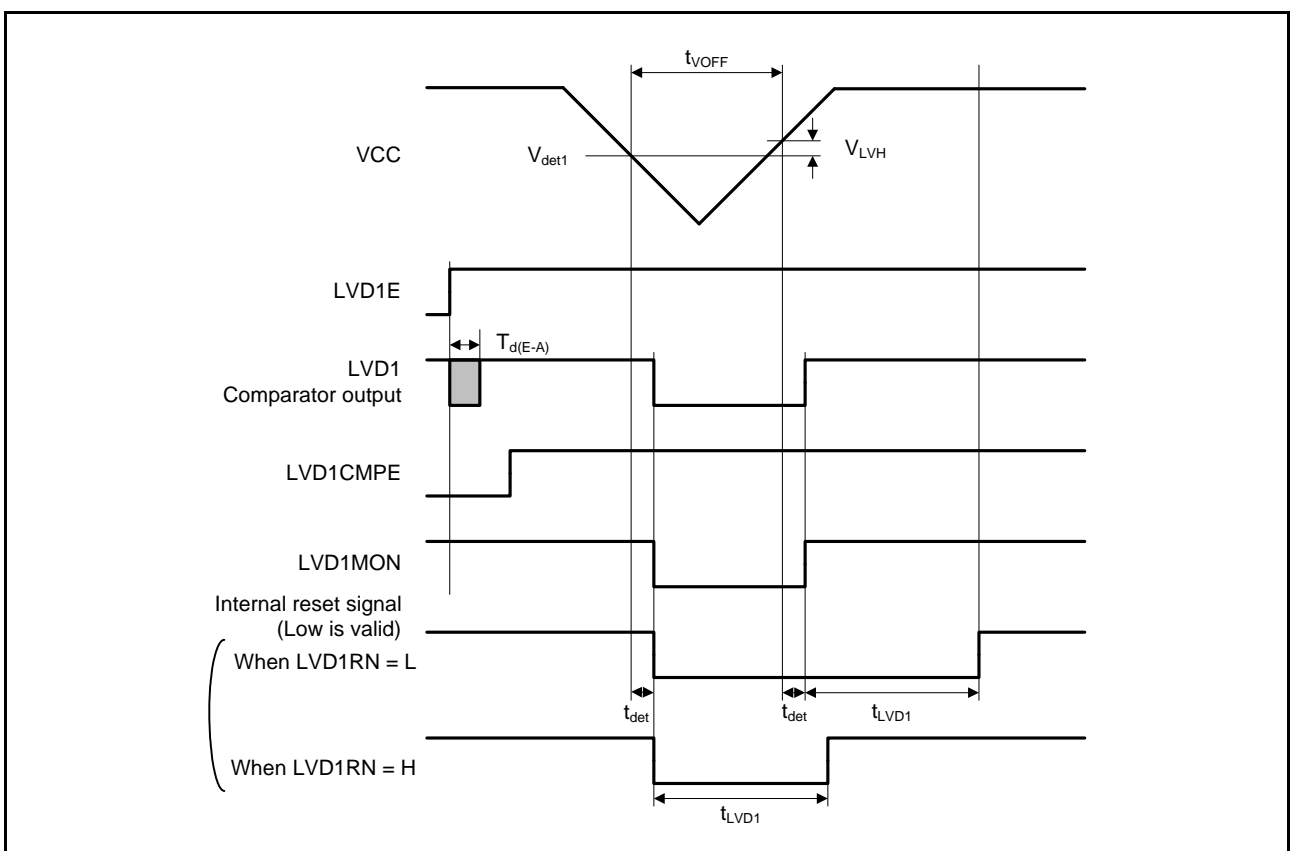 tVOFF
VCC
Vdet1
VLVH
LVD1E
Td(E-A)
LVD1
Comparator output
LVD1CMPE
LVD1MON
Internal reset signal
(Low is valid)
When LVD1RN = L
tdet
tdet
tLVD1
When LVD1RN = H
tLVD1